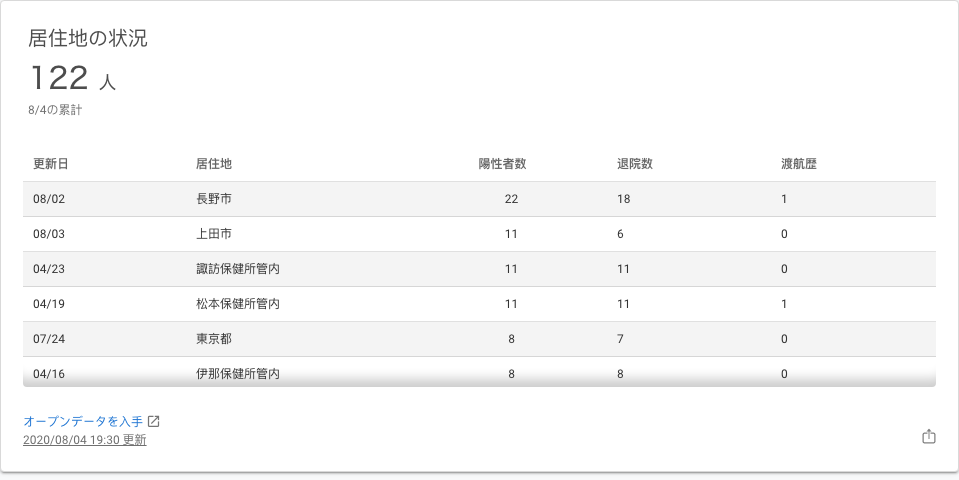 居住地の状況
122 人
8/4の累計
更新日 居住地 陽性者数 退院数 渡航歴
08/02 長野市 22 18 1
08/03 上田市 11 6 0
04/23 諏訪保健所管内 11 11 0
04/19 松本保健所管内 11 11 1
07/24 東京都 8 7 0
04/16 伊那保健所管内 8 8 0
オープンデータを入手
2020/08/04 19:30 更新